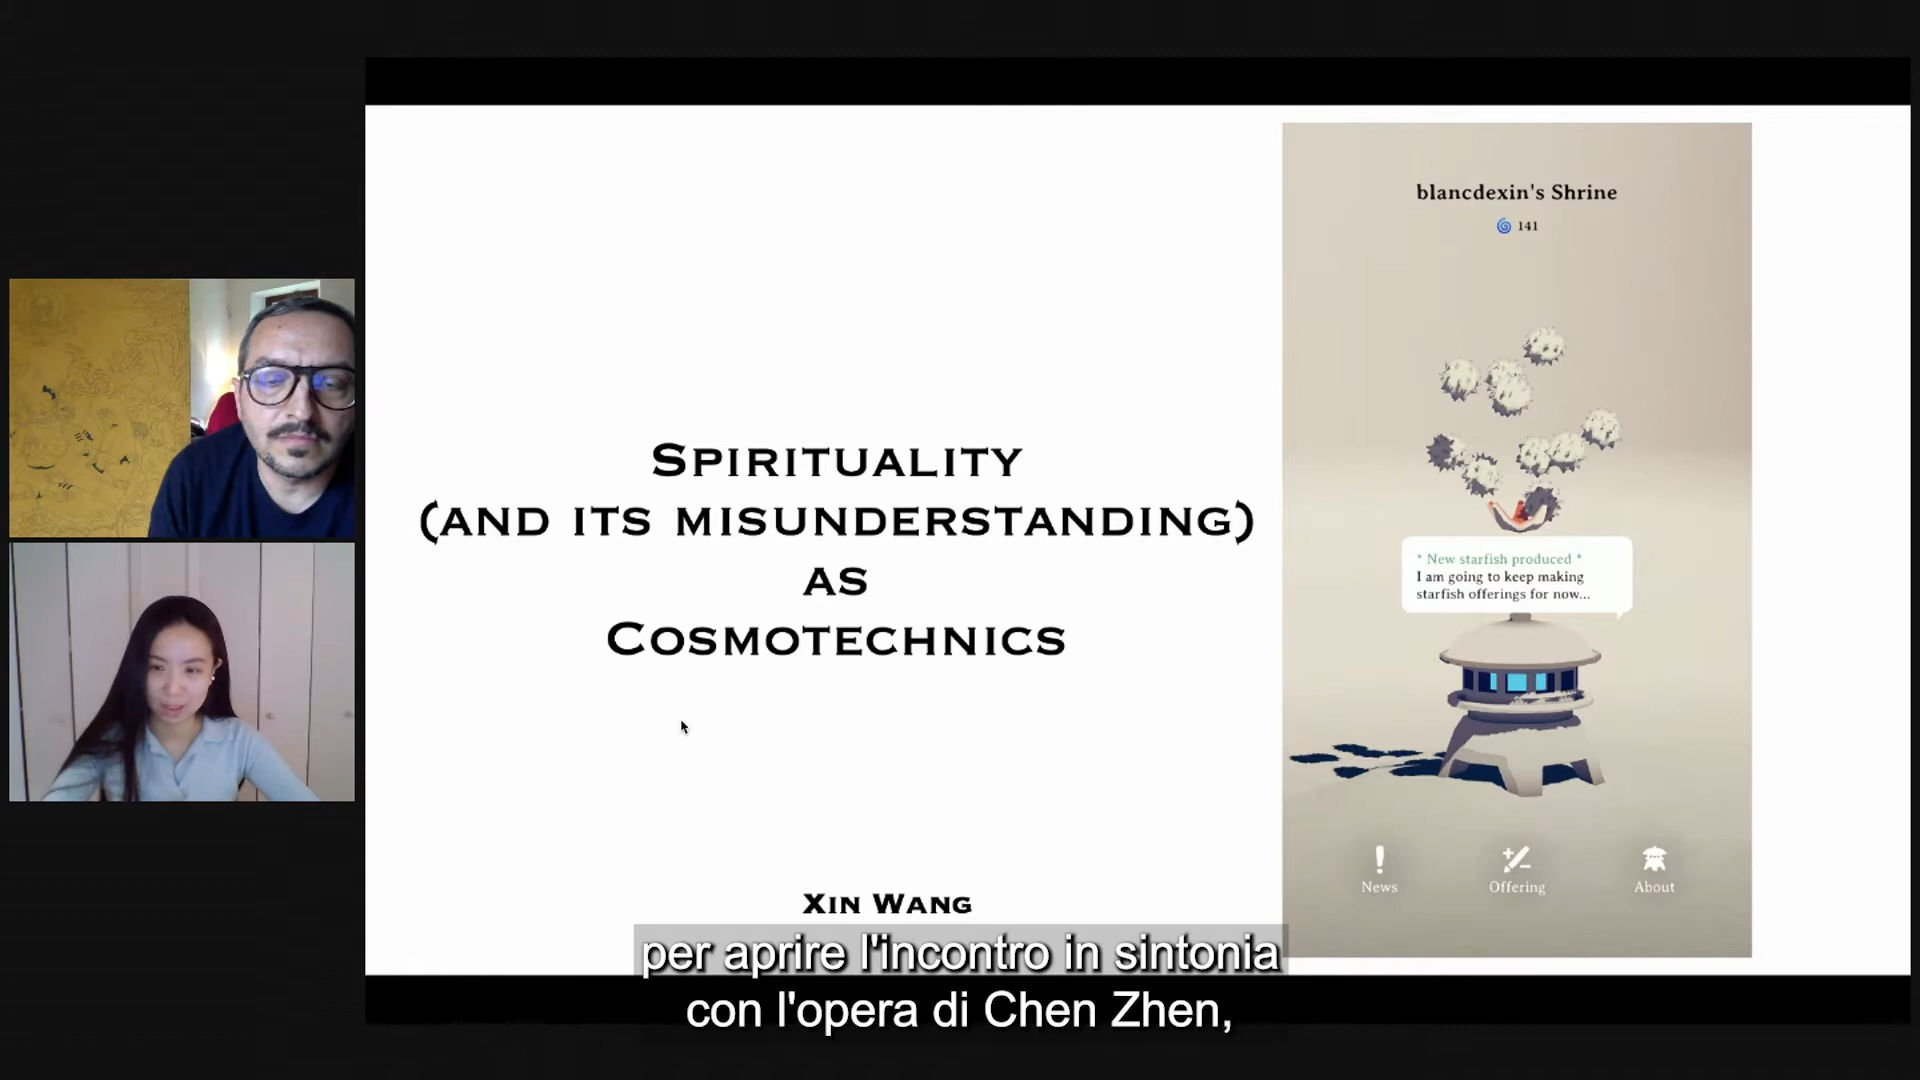 SPIRITUALITY
(AND ITS MISUNDERSTANDING)
AS
COSMOTECHNICS
XIN WANG
blancdexin's Shrine
141
* New starfish produced *
I am going to keep making
starfish offerings for now...
News
Offering
About
per aprire l'incontro in sintonia
con l'opera di Chen Zhen,